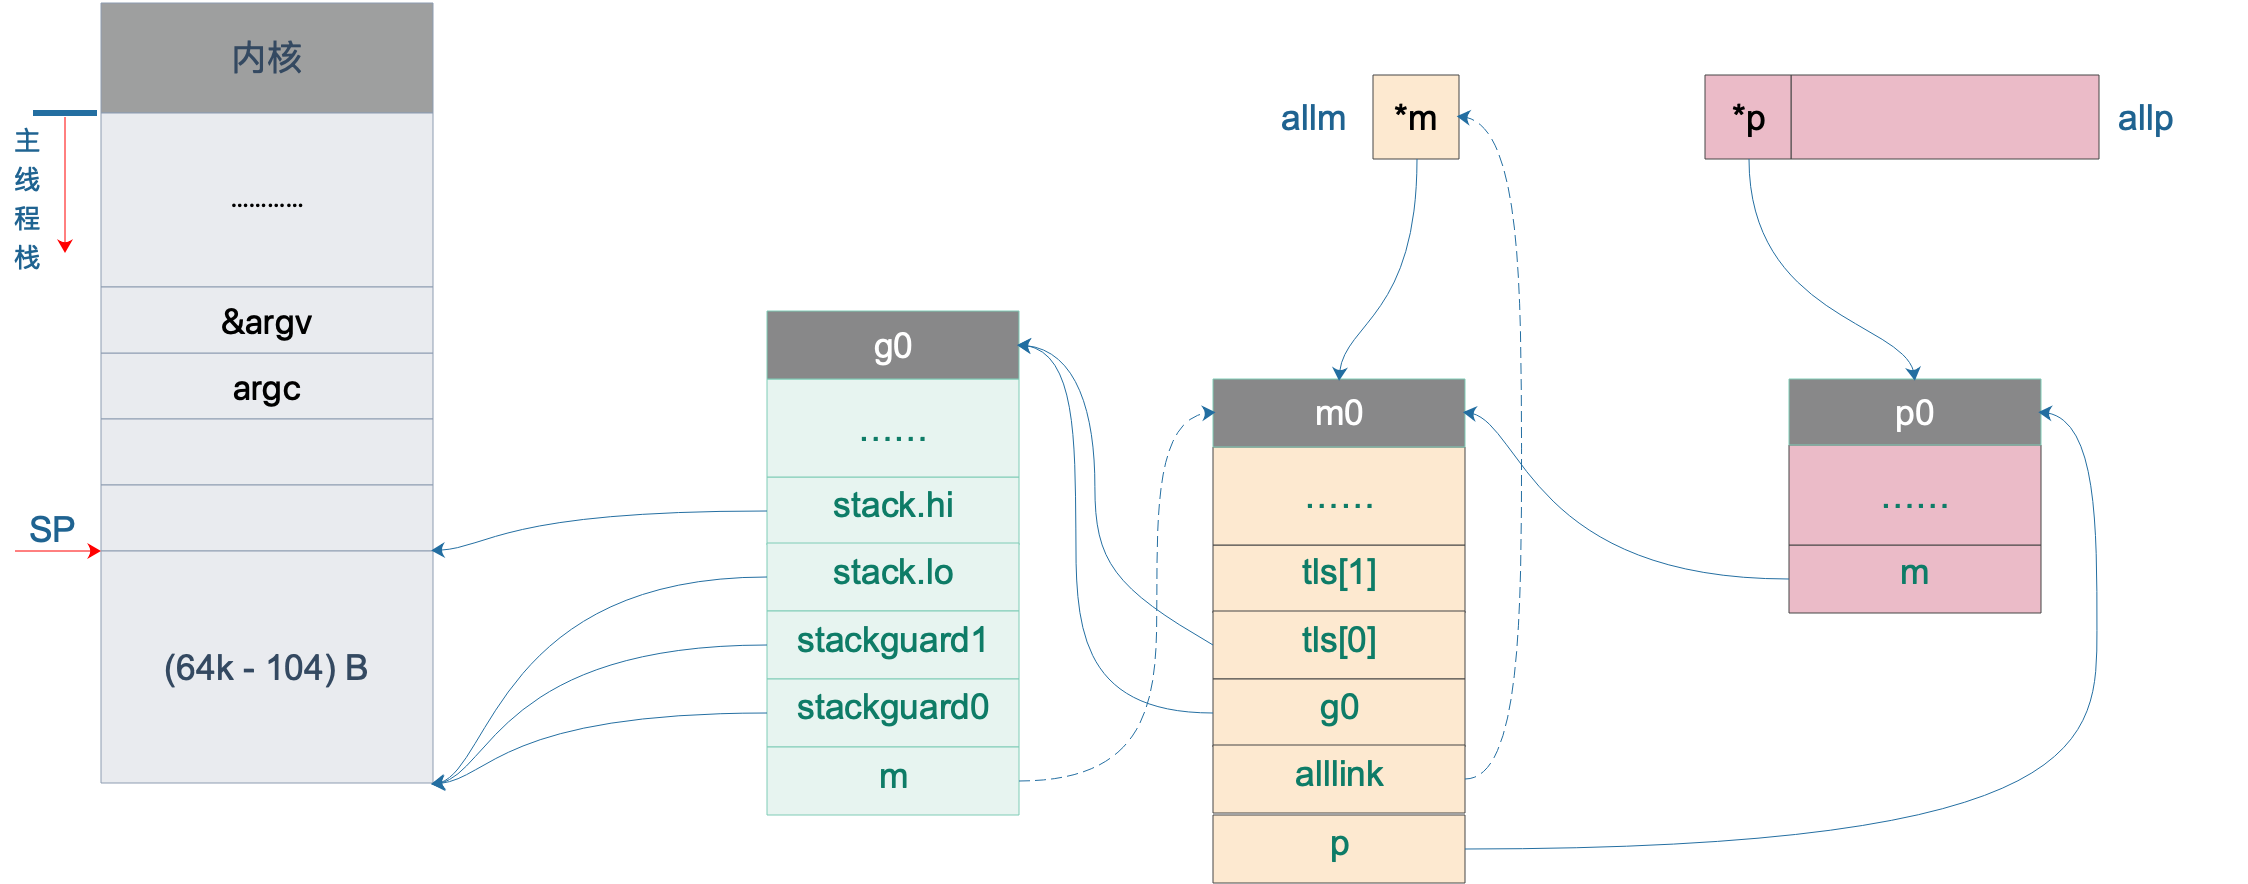 内核
主线程栈
…………
&argv
argc
SP
(64k - 104) B
g0
……
stack.hi
stack.lo
stackguard1
stackguard0
m
allm
*m
m0
……
tls[1]
tls[0]
g0
alllink
p
*p
allp
p0
……
m